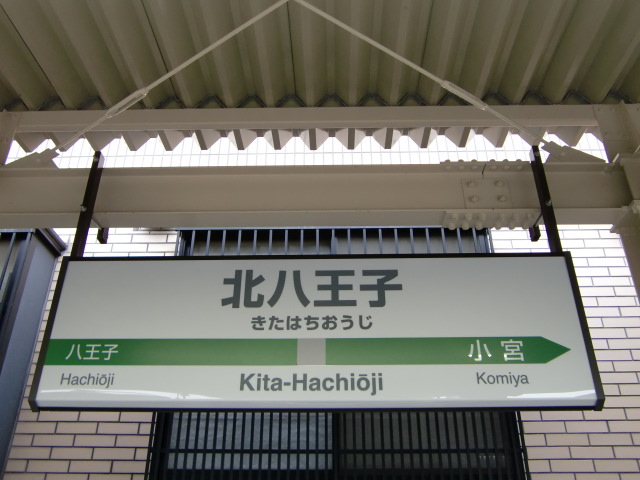 北八王子
きたはちおうじ
八王子
小宮
Hachiōji
Kita-Hachiōji
Komiya